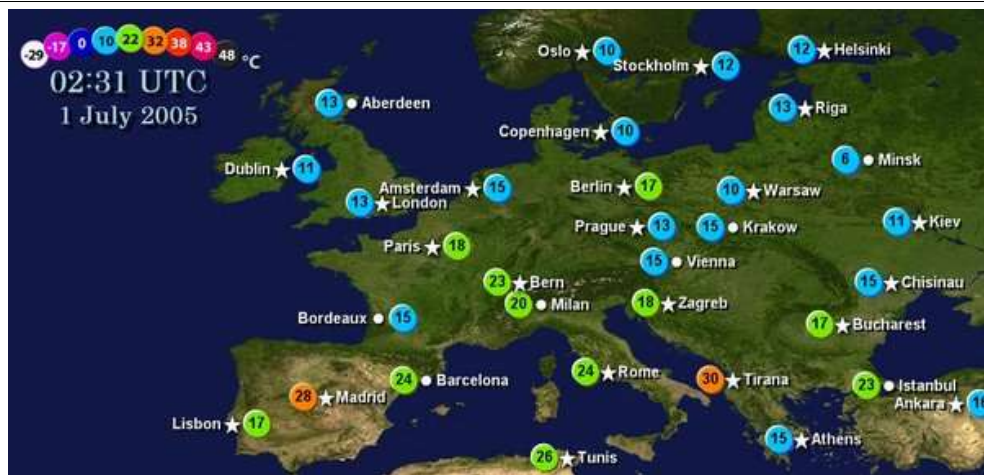 -29 -17 0 10 22 32 38 43 48 °C
02:31 UTC
1 July 2005
Oslo 10
Stockholm 12
12 Helsinki
13 Aberdeen
13 Riga
Copenhagen 10
6 Minsk
Dublin 11
Amsterdam 15
Berlin 17
10 Warsaw
13 London
Prague 13
15 Krakow
11 Kiev
Paris 18
15 Vienna
23 Bern
15 Chisinau
20 Milan
18 Zagreb
Bordeaux 15
17 Bucharest
24 Barcelona
24 Rome
30 Tirana
23 Istanbul
28 Madrid
Ankara 16
Lisbon 17
15 Athens
26 Tunis